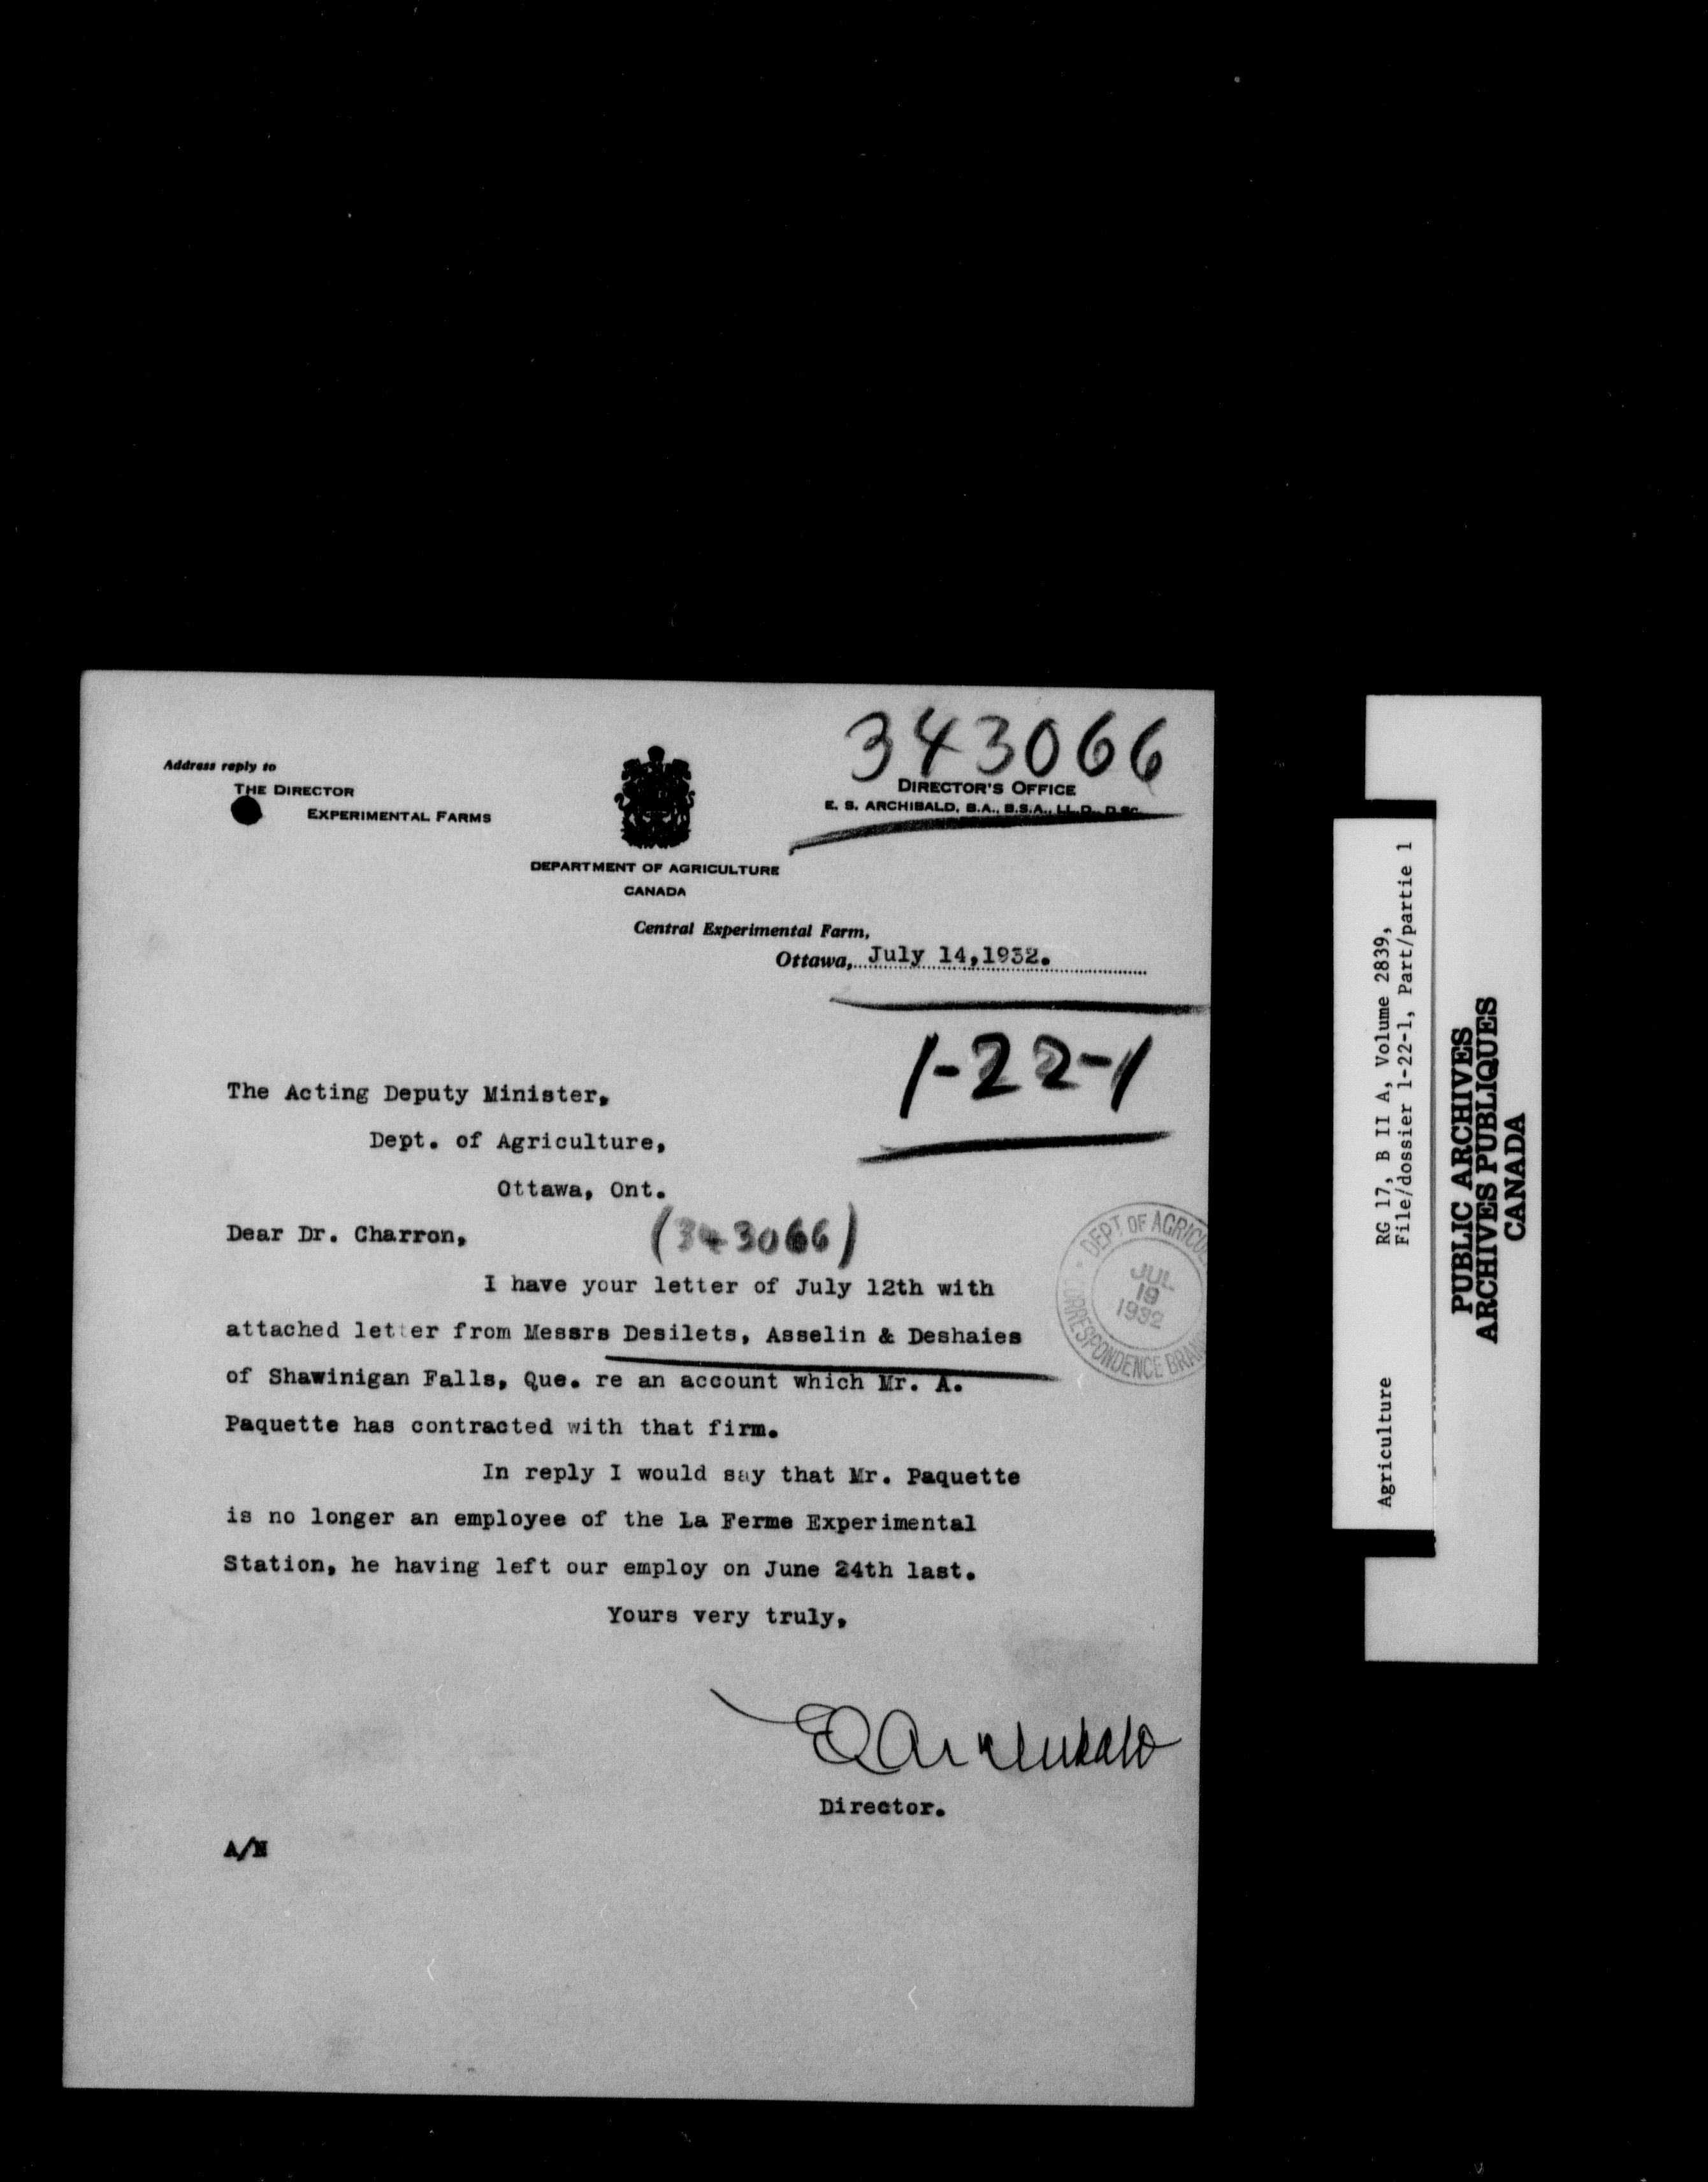 343066
Address reply to
THE DIRECTOR
EXPERIMENTAL FARMS
DIRECTOR'S OFFICE
E. S. ARCHIBALD, B.A., B.S.A., LL.D., D.Sc.
DEPARTMENT OF AGRICULTURE
CANADA
Central Experimental Farm,
Ottawa, July 14,1932.
1-22-1
The Acting Deputy Minister,
Dept. of Agriculture,
Ottawa, Ont.
Dear Dr. Charron,
(343066)
I have your letter of July 12th with
attached letter from Messrs Desilets, Asselin & Deshaies
of Shawinigan Falls, Que. re an account which Mr. A.
Paquette has contracted with that firm.
In reply I would say that Mr. Paquette
is no longer an employee of the La Ferme Experimental
Station, he having left our employ on June 24th last.
Yours very truly,
ES Archibald
Director.
A/N
DEPT OF AGRICU
JUL
19
1932
CORRESPONDENCE BRAN
Agriculture
RG 17, B II A, Volume 2839,
File/dossier 1-22-1, Part/partie 1
PUBLIC ARCHIVES
ARCHIVES PUBLIQUES
CANADA